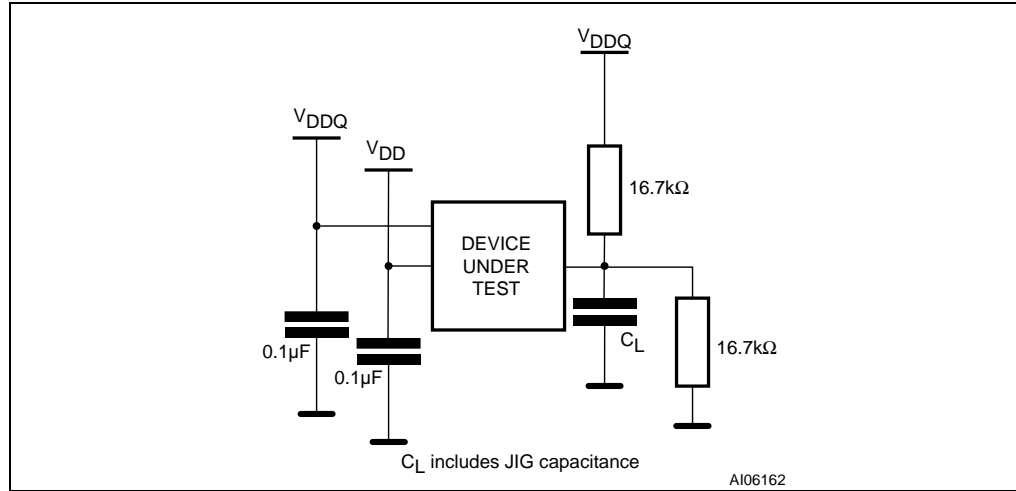 VDDQ
VDDQ
VDD
16.7kΩ
DEVICE
UNDER
TEST
CL
0.1µF
0.1µF
16.7kΩ
CL includes JIG capacitance
AI06162